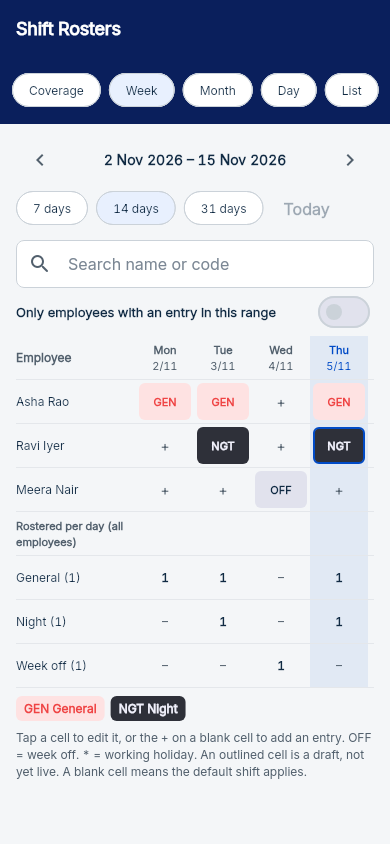 Shift Rosters
Coverage Week Month Day List
2 Nov 2026 – 15 Nov 2026
7 days 14 days 31 days Today
Search name or code
Only employees with an entry in this range
Employee Mon 2/11 Tue 3/11 Wed 4/11 Thu 5/11
Asha Rao GEN GEN + GEN
Ravi Iyer + NGT + NGT
Meera Nair + + OFF +
Rostered per day (all
employees)
General (1) 1 1 – 1
Night (1) – 1 – 1
Week off (1) – – 1 –
GEN General NGT Night
Tap a cell to edit it, or the + on a blank cell to add an entry. OFF
= week off. * = working holiday. An outlined cell is a draft, not
yet live. A blank cell means the default shift applies.